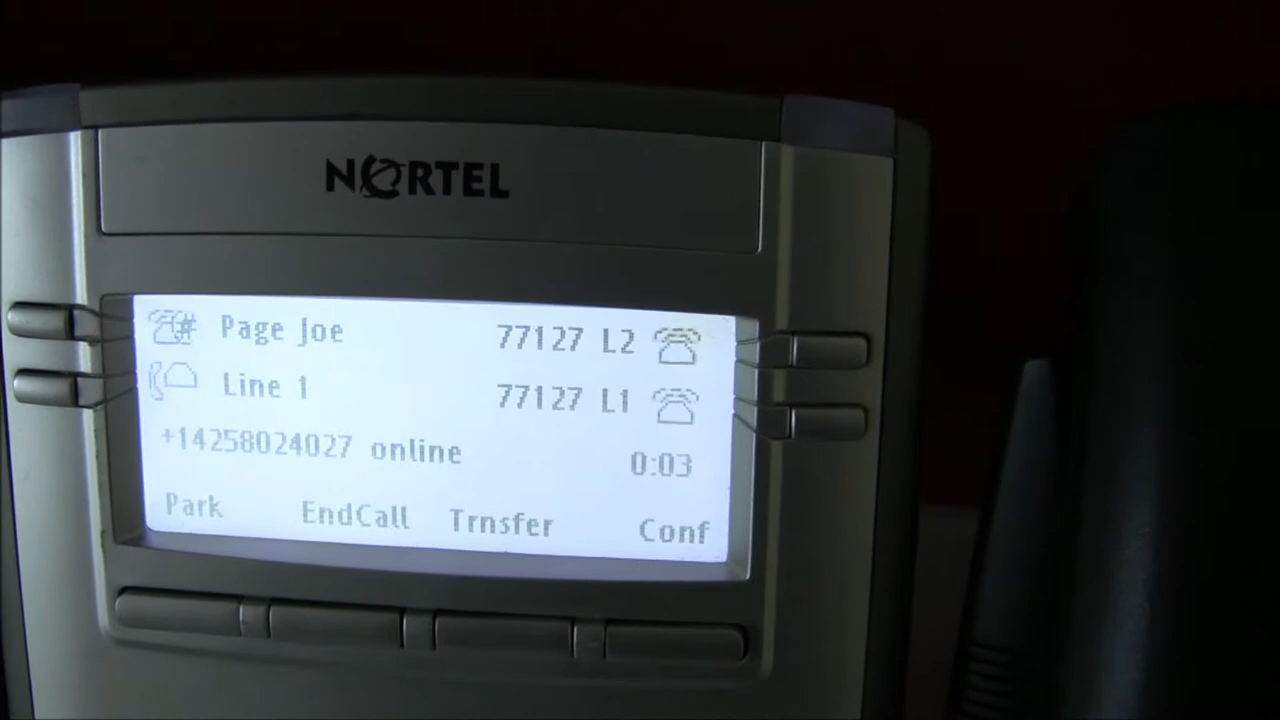 NORTEL
Page Joe 77127 L2
Line 1 77127 L1
+14258024027 online 0:03
Park EndCall Trnsfer Conf